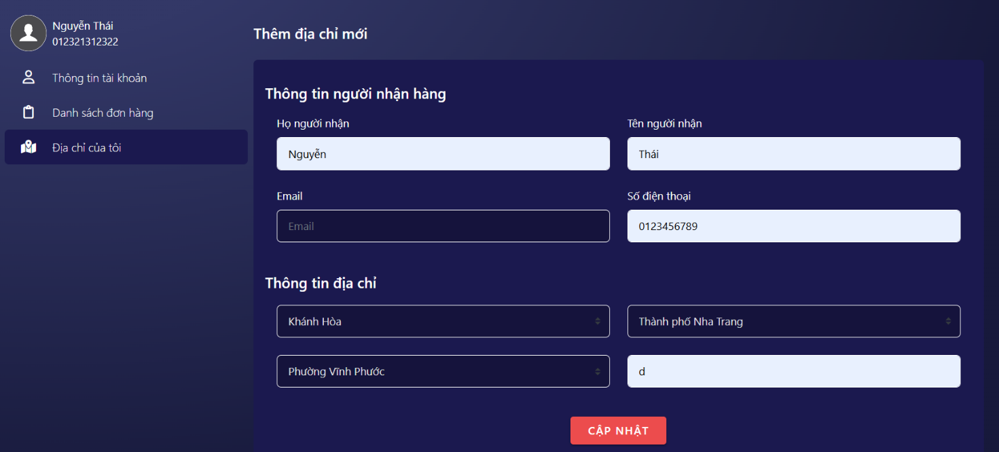 Nguyễn Thái
012321312322
Thông tin tài khoản
Danh sách đơn hàng
Địa chỉ của tôi
Thêm địa chỉ mới
Thông tin người nhận hàng
Họ người nhận
Tên người nhận
Nguyễn
Thái
Email
Số điện thoại
Email
0123456789
Thông tin địa chỉ
Khánh Hòa
Thành phố Nha Trang
Phường Vĩnh Phước
d
CẬP NHẬT